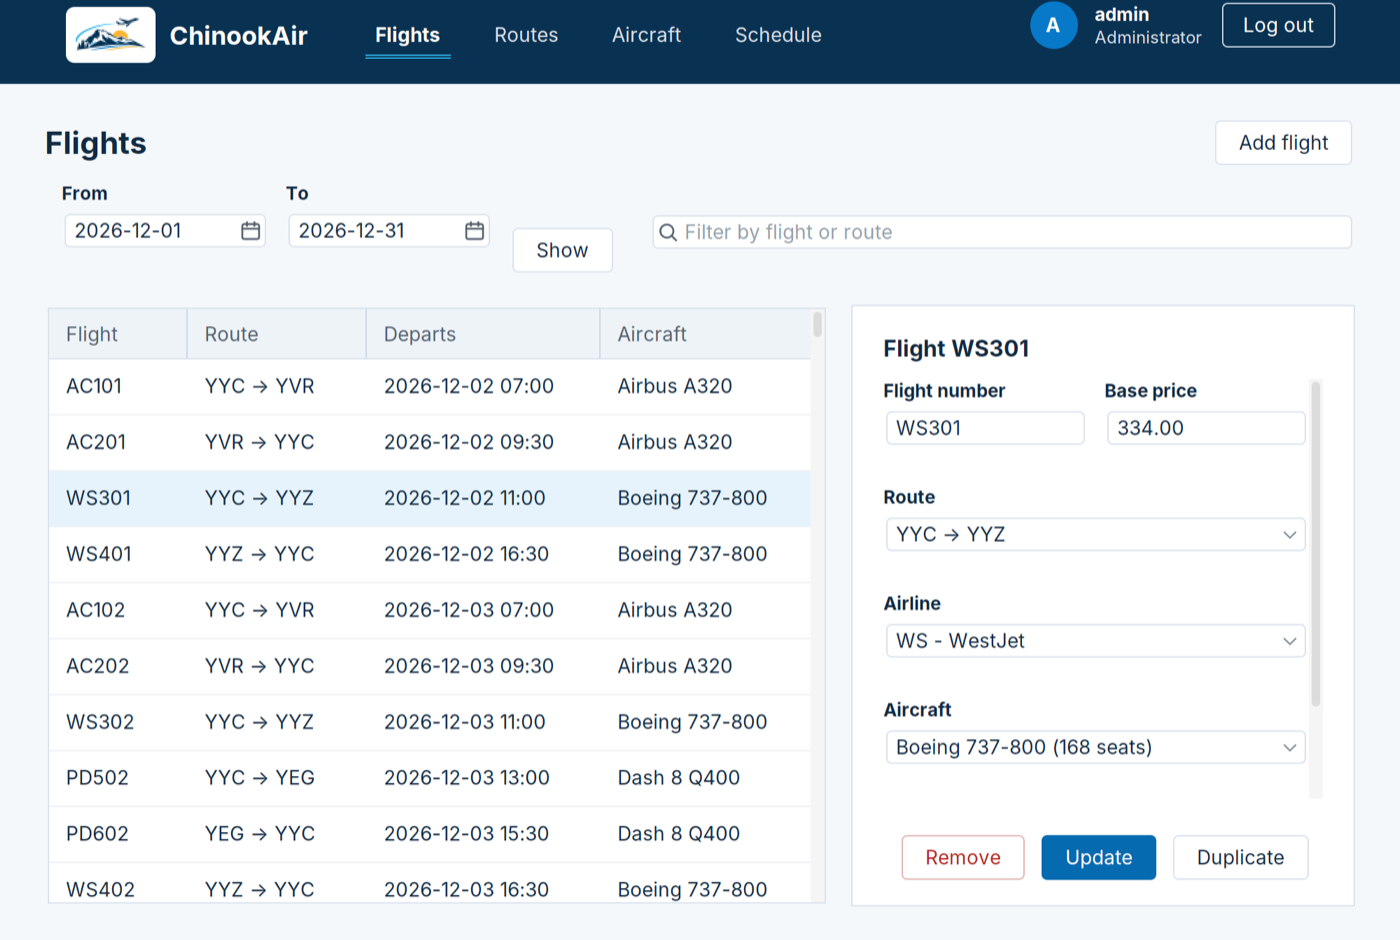 ChinookAir
Flights
Routes
Aircraft
Schedule
A
admin
Administrator
Log out
Flights
Add flight
From
To
2026-12-01
2026-12-31
Show
Filter by flight or route
Flight Route Departs Aircraft
AC101 YYC → YVR 2026-12-02 07:00 Airbus A320
AC201 YVR → YYC 2026-12-02 09:30 Airbus A320
WS301 YYC → YYZ 2026-12-02 11:00 Boeing 737-800
WS401 YYZ → YYC 2026-12-02 16:30 Boeing 737-800
AC102 YYC → YVR 2026-12-03 07:00 Airbus A320
AC202 YVR → YYC 2026-12-03 09:30 Airbus A320
WS302 YYC → YYZ 2026-12-03 11:00 Boeing 737-800
PD502 YYC → YEG 2026-12-03 13:00 Dash 8 Q400
PD602 YEG → YYC 2026-12-03 15:30 Dash 8 Q400
WS402 YYZ → YYC 2026-12-03 16:30 Boeing 737-800
Flight WS301
Flight number
Base price
WS301
334.00
Route
YYC → YYZ
Airline
WS - WestJet
Aircraft
Boeing 737-800 (168 seats)
Remove
Update
Duplicate